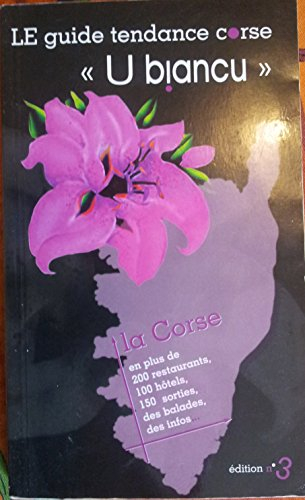 LE guide tendance corse
« U biancu »
la Corse
en plus de
200 restaurants,
100 hôtels,
150 sorties,
des balades,
des infos...
édition n°3